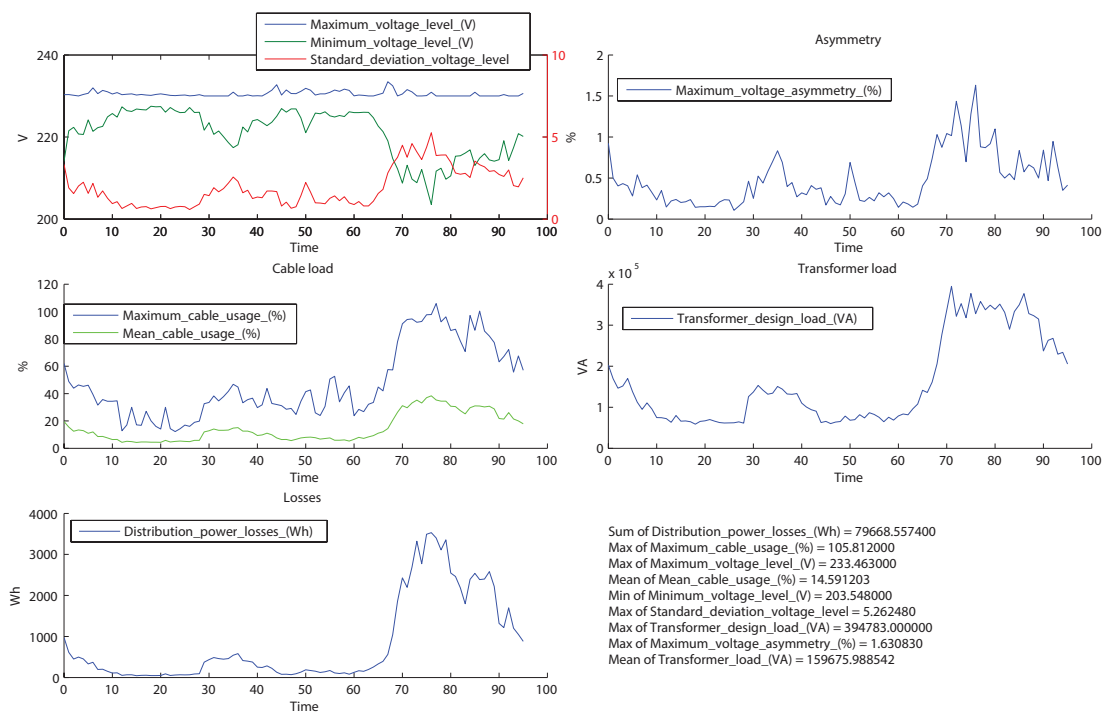 Maximum_voltage_level_(V)
Minimum_voltage_level_(V)
Standard_deviation_voltage_level
240
220
200
V
10
5
0
%
0 10 20 30 40 50 60 70 80 90 100
Time
Asymmetry
Maximum_voltage_asymmetry_(%)
2
1.5
1
0.5
0
%
0 10 20 30 40 50 60 70 80 90 100
Time
Cable load
Maximum_cable_usage_(%)
Mean_cable_usage_(%)
120
100
80
60
40
20
0
%
0 10 20 30 40 50 60 70 80 90 100
Time
Transformer load
x 10 5
Transformer_design_load_(VA)
4
3
2
1
0
VA
0 10 20 30 40 50 60 70 80 90 100
Time
Losses
Distribution_power_losses_(Wh)
4000
3000
2000
1000
0
Wh
0 10 20 30 40 50 60 70 80 90 100
Time
Sum of Distribution_power_losses_(Wh) = 79668.557400
Max of Maximum_cable_usage_(%) = 105.812000
Max of Maximum_voltage_level_(V) = 233.463000
Mean of Mean_cable_usage_(%) = 14.591203
Min of Minimum_voltage_level_(V) = 203.548000
Max of Standard_deviation_voltage_level = 5.262480
Max of Transformer_design_load_(VA) = 394783.000000
Max of Maximum_voltage_asymmetry_(%) = 1.630830
Mean of Transformer_load_(VA) = 159675.988542